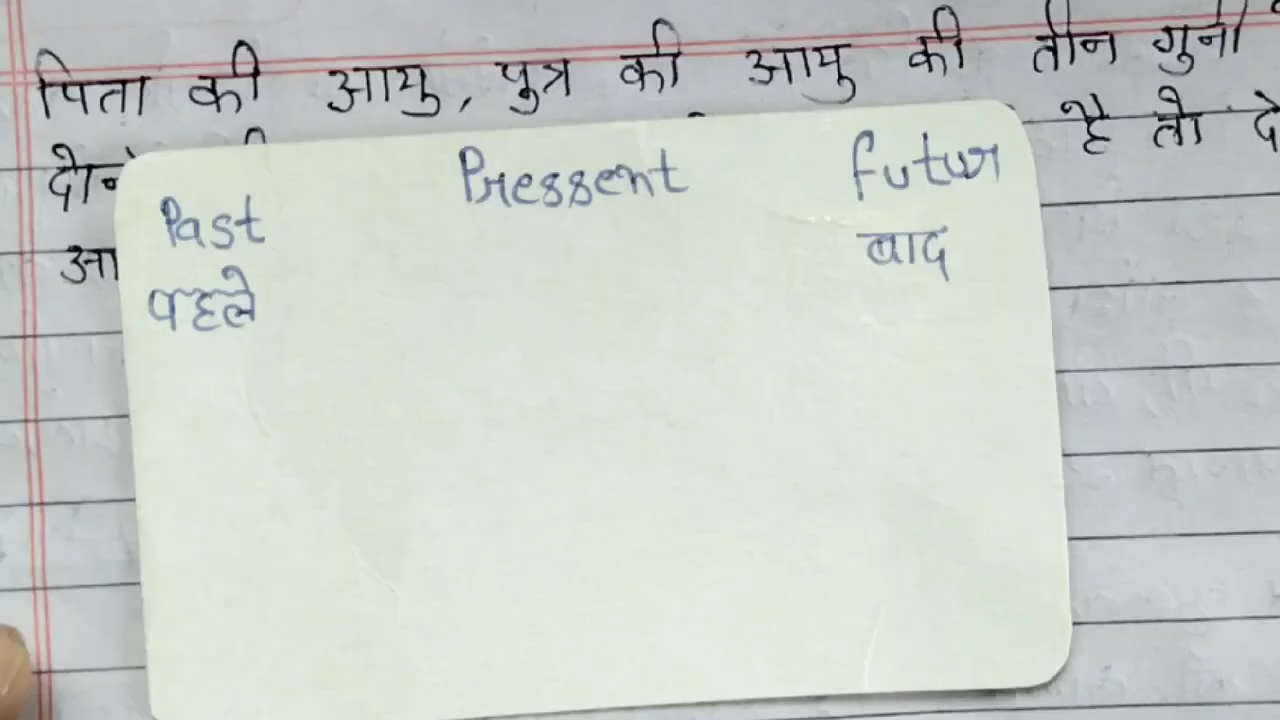 पिता की आयु, पुत्र की आयु की तीन गुनी
है तो
Past Pressent futur
पहले बाद